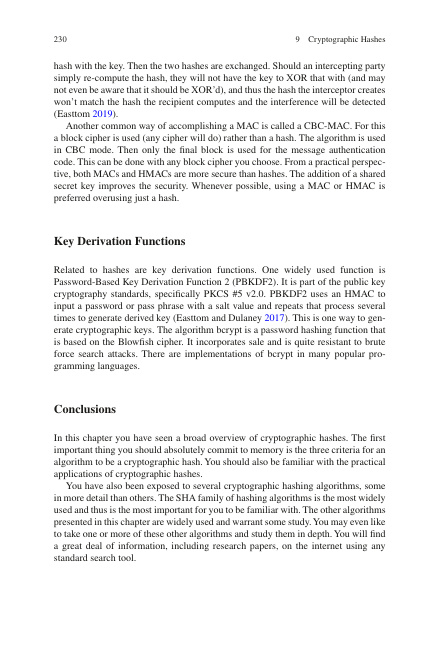 230
9 Cryptographic Hashes
hash with the key. Then the two hashes are exchanged. Should an intercepting party
simply re-compute the hash, they will not have the key to XOR that with (and may
not even be aware that it should be XOR'd), and thus the hash the interceptor creates
won't match the hash the recipient computes and the interference will be detected
(Easttom 2019).
Another common way of accomplishing a MAC is called a CBC-MAC. For this
a block cipher is used (any cipher will do) rather than a hash. The algorithm is used
in CBC mode. Then only the final block is used for the message authentication
code. This can be done with any block cipher you choose. From a practical perspec-
tive, both MACs and HMACs are more secure than hashes. The addition of a shared
secret key improves the security. Whenever possible, using a MAC or HMAC is
preferred overusing just a hash.
Key Derivation Functions
Related to hashes are key derivation functions. One widely used function is
Password-Based Key Derivation Function 2 (PBKDF2). It is part of the public key
cryptography standards, specifically PKCS #5 v2.0. PBKDF2 uses an HMAC to
input a password or pass phrase with a salt value and repeats that process several
times to generate derived key (Easttom and Dulaney 2017). This is one way to gen-
erate cryptographic keys. The algorithm bcrypt is a password hashing function that
is based on the Blowfish cipher. It incorporates sale and is quite resistant to brute
force search attacks. There are implementations of bcrypt in many popular pro-
gramming languages.
Conclusions
In this chapter you have seen a broad overview of cryptographic hashes. The first
important thing you should absolutely commit to memory is the three criteria for an
algorithm to be a cryptographic hash. You should also be familiar with the practical
applications of cryptographic hashes.
You have also been exposed to several cryptographic hashing algorithms, some
in more detail than others. The SHA family of hashing algorithms is the most widely
used and thus is the most important for you to be familiar with. The other algorithms
presented in this chapter are widely used and warrant some study. You may even like
to take one or more of these other algorithms and study them in depth. You will find
a great deal of information, including research papers, on the internet using any
standard search tool.